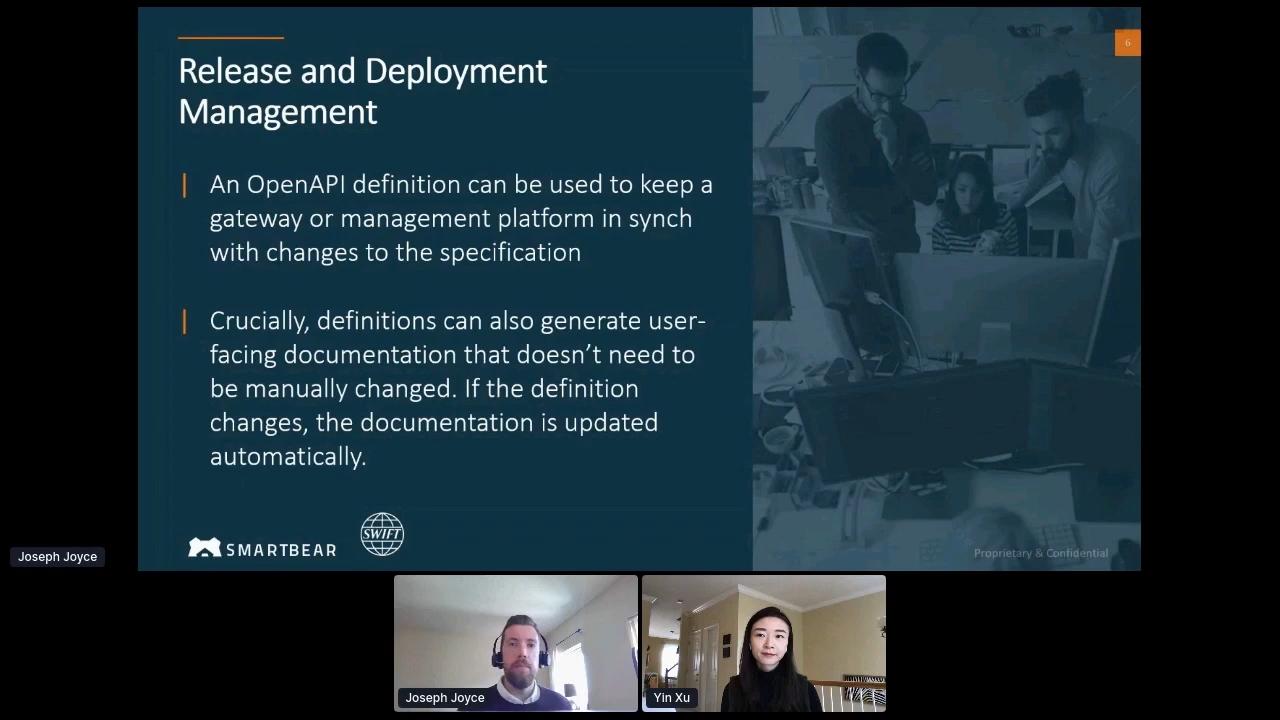 6
Release and Deployment
Management
An OpenAPI definition can be used to keep a
gateway or management platform in synch
with changes to the specification
Crucially, definitions can also generate user-
facing documentation that doesn’t need to
be manually changed. If the definition
changes, the documentation is updated
automatically.
SMARTBEAR
SWIFT
Proprietary & Confidential
Joseph Joyce
Joseph Joyce
Yin Xu